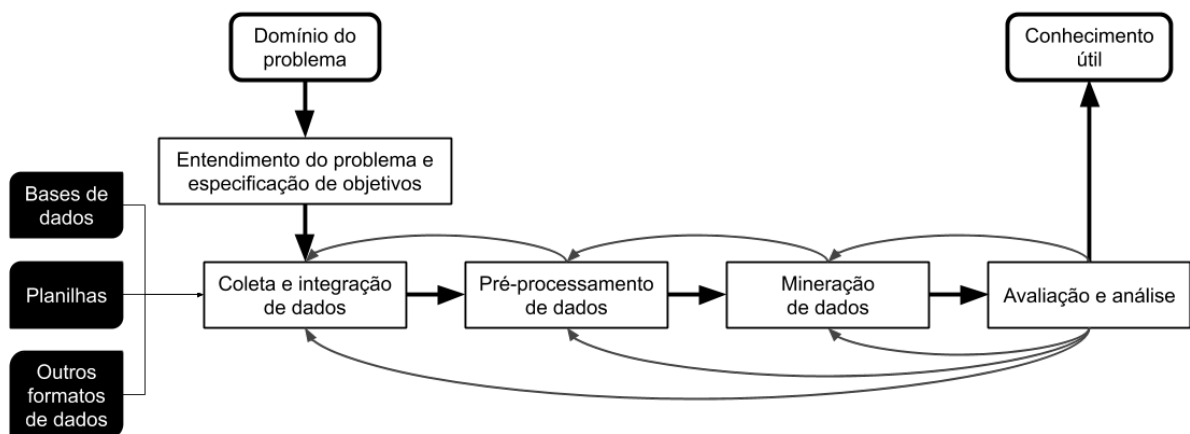 Domínio do
problema
Conhecimento
útil
Entendimento do problema e
especificação de objetivos
Bases de
dados
Planilhas
Outros
formatos
de dados
Coleta e integração
de dados
Pré-processamento
de dados
Mineração
de dados
Avaliação e análise